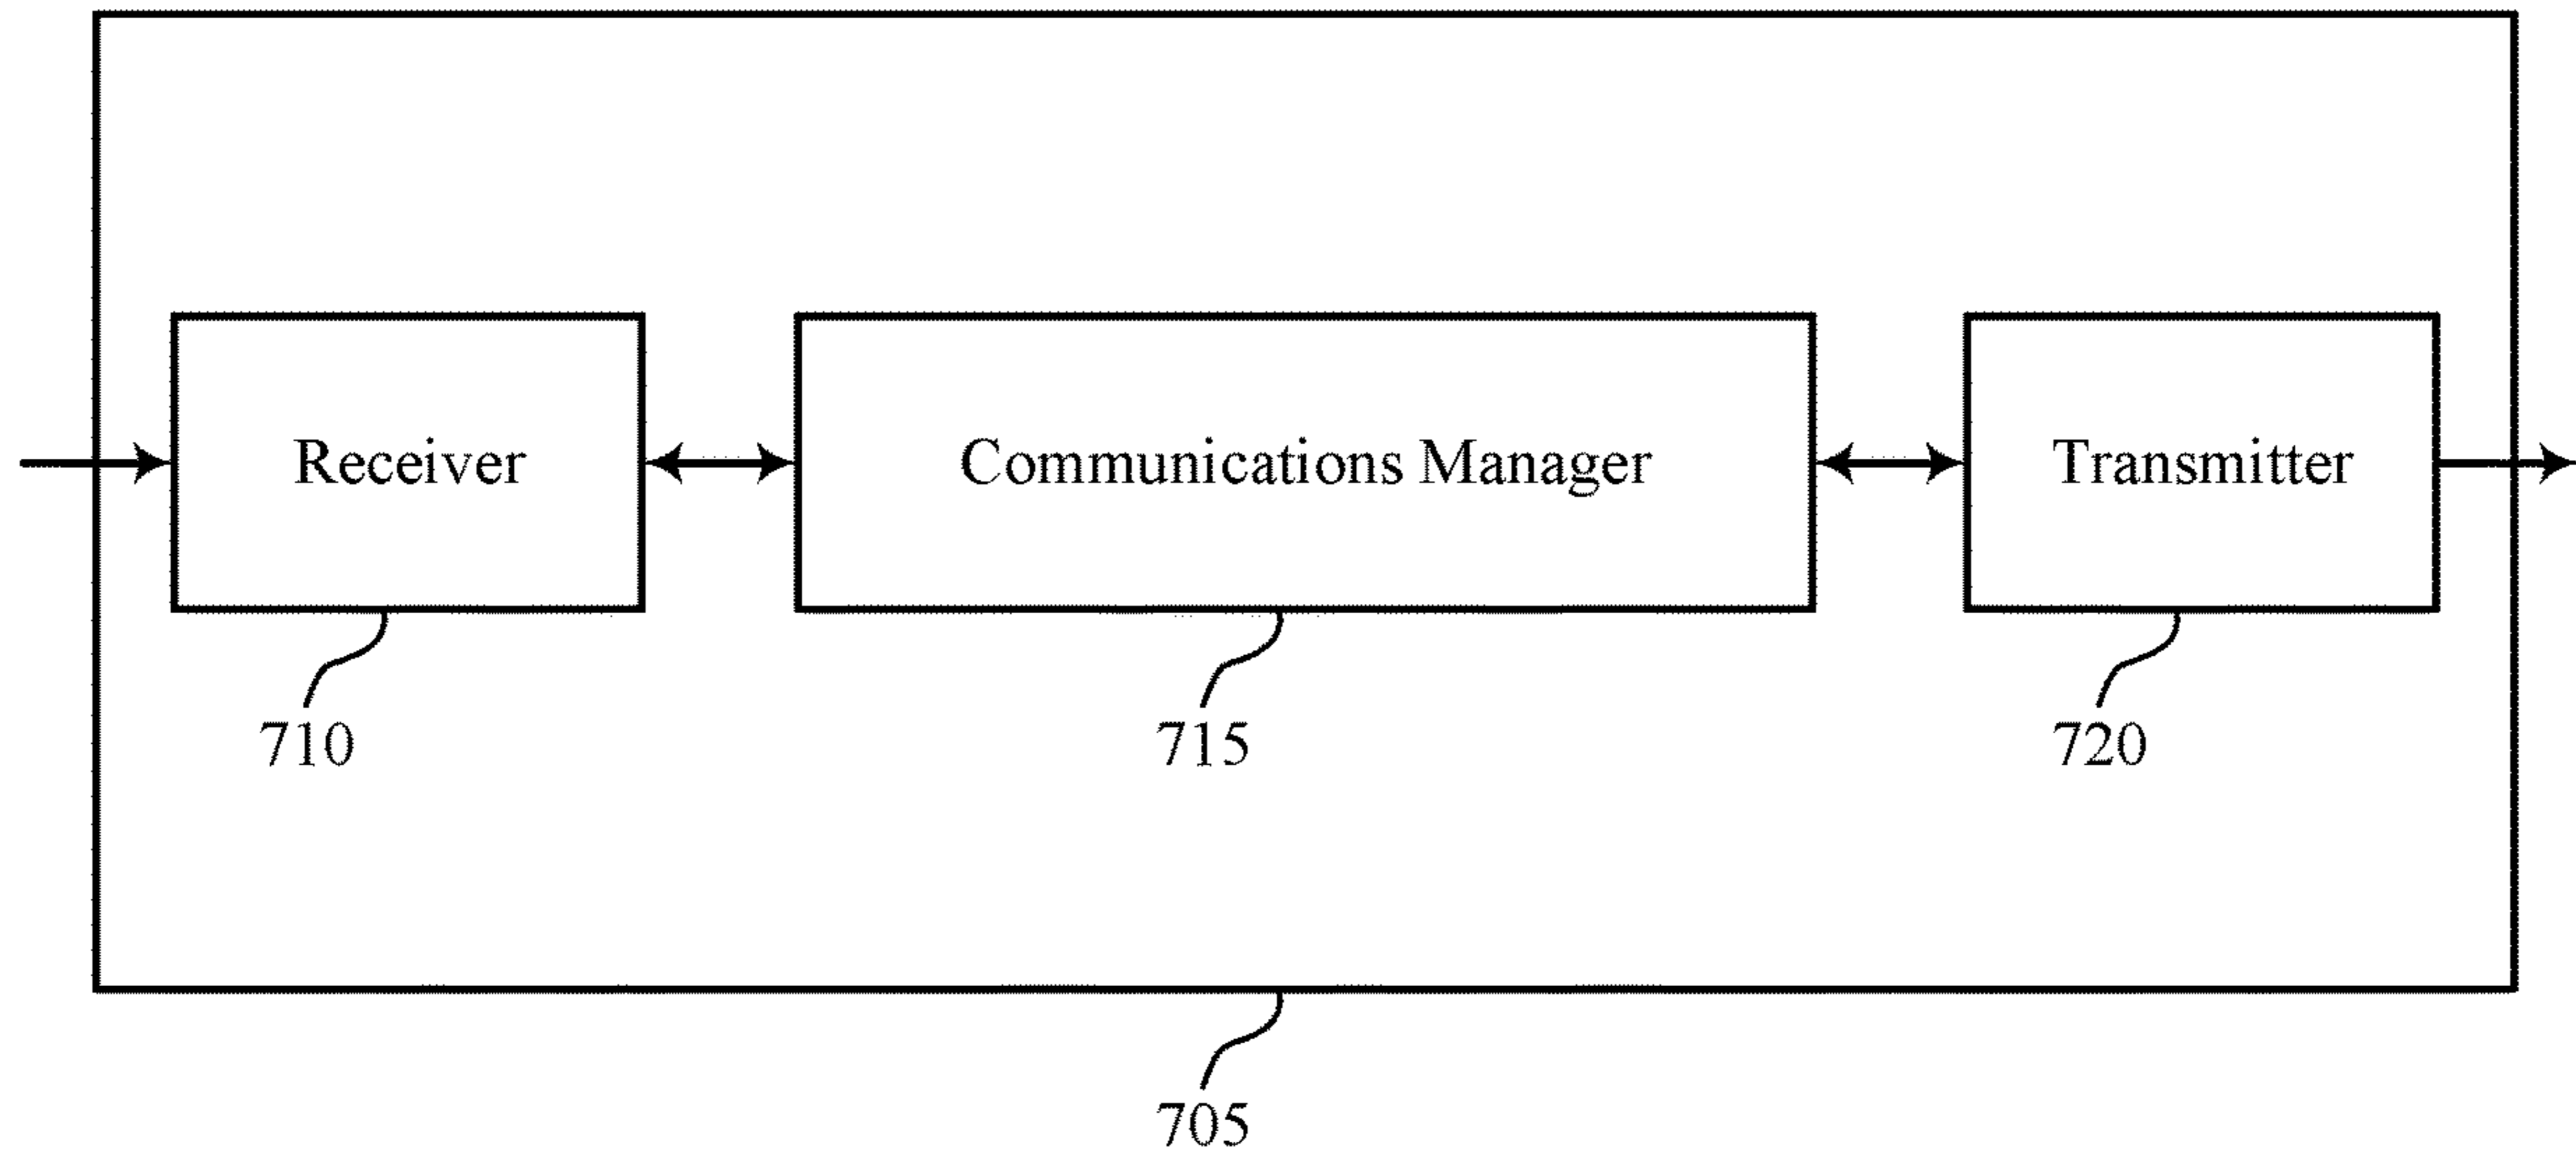 Receiver
Communications Manager
Transmitter
710
715
720
705